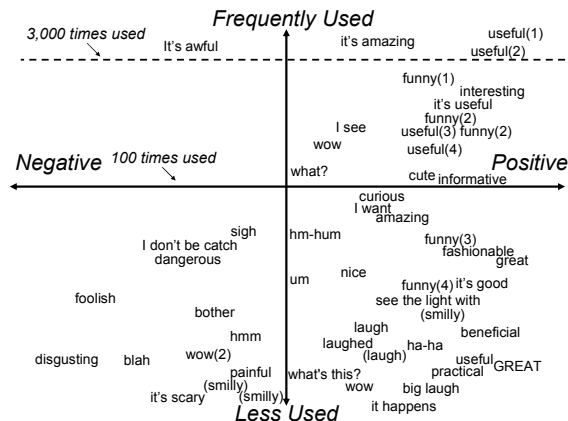 Frequently Used
3,000 times used
It's awful
it's amazing
useful(1)
useful(2)
funny(1)
interesting
it's useful
funny(2)
I see
useful(3) funny(2)
wow
useful(4)
Negative
100 times used
what?
Positive
cute
informative
curious
I want
amazing
sigh
hm-hum
funny(3)
I don't be catch
fashionable
dangerous
great
um
nice
funny(4)
it's good
foolish
see the light with
bother
(smilly)
laugh
beneficial
hmm
laughed
ha-ha
disgusting
blah
wow(2)
(laugh)
useful
GREAT
painful
what's this?
practical
(smilly)
wow
big laugh
it's scary
(smilly)
it happens
Less Used